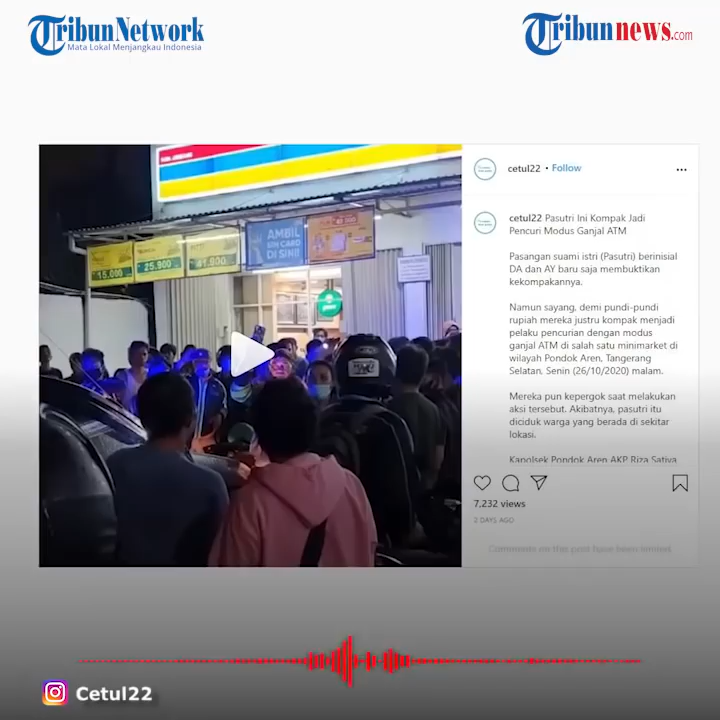 TribunNetwork
Mata Lokal Menjangkau Indonesia
Tribunnews.com
AMBIL
SIM CARD
DI SINI!
15.000
25.900
41.900
cetul22 • Follow
cetul22 Pasutri Ini Kompak Jadi
Pencuri Modus Ganjal ATM
Pasangan suami istri (Pasutri) berinisial
DA dan AY baru saja membuktikan
kekompakannya.
Namun sayang, demi pundi-pundi
rupiah mereka justru kompak menjadi
pelaku pencurian dengan modus
ganjal ATM di salah satu minimarket di
wilayah Pondok Aren, Tangerang
Selatan, Senin (26/10/2020) malam.
Mereka pun kepergok saat melakukan
aksi tersebut. Akibatnya, pasutri itu
diciduk warga yang berada di sekitar
lokasi.
Kapolsek Pondok Aren AKP Riza Sativa
7,232 views
2 DAYS AGO
Comments on this post have been limited.
Cetul22